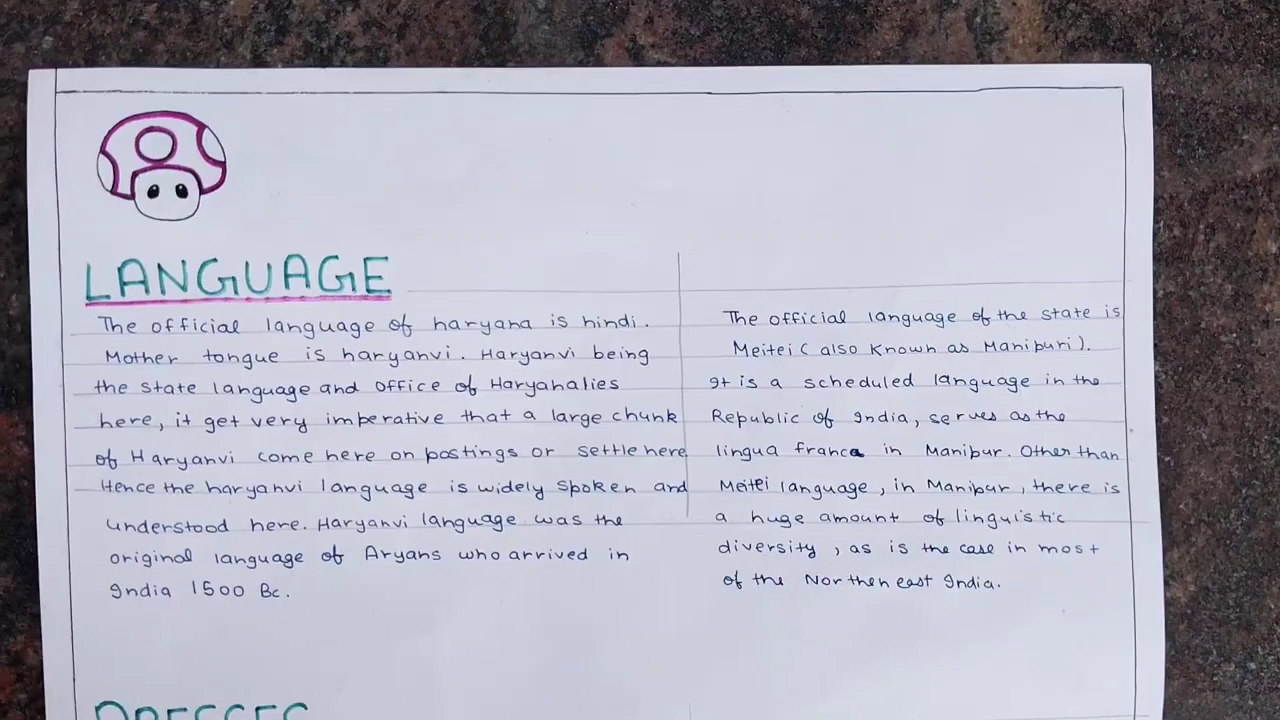 LANGUAGE
The official language of haryana is hindi.
Mother tongue is haryanvi. Haryanvi being
the state language and office of Haryanalies
here, it get very imperative that a large chunk
of Haryanvi come here on postings or settle here
Hence the haryanvi language is widely spoken and
understood here. Haryanvi language was the
original language of Aryans who arrived in
India 1500 Bc.
The official language of the state is
Meitei ( also known as Manipuri).
It is a scheduled language in the
Republic of India, serves as the
lingua franca in Manipur. Other than
Meitei language, in Manipur, there is
a huge amount of linguistic
diversity, as is the case in most
of the Northen east India.
DRESSES